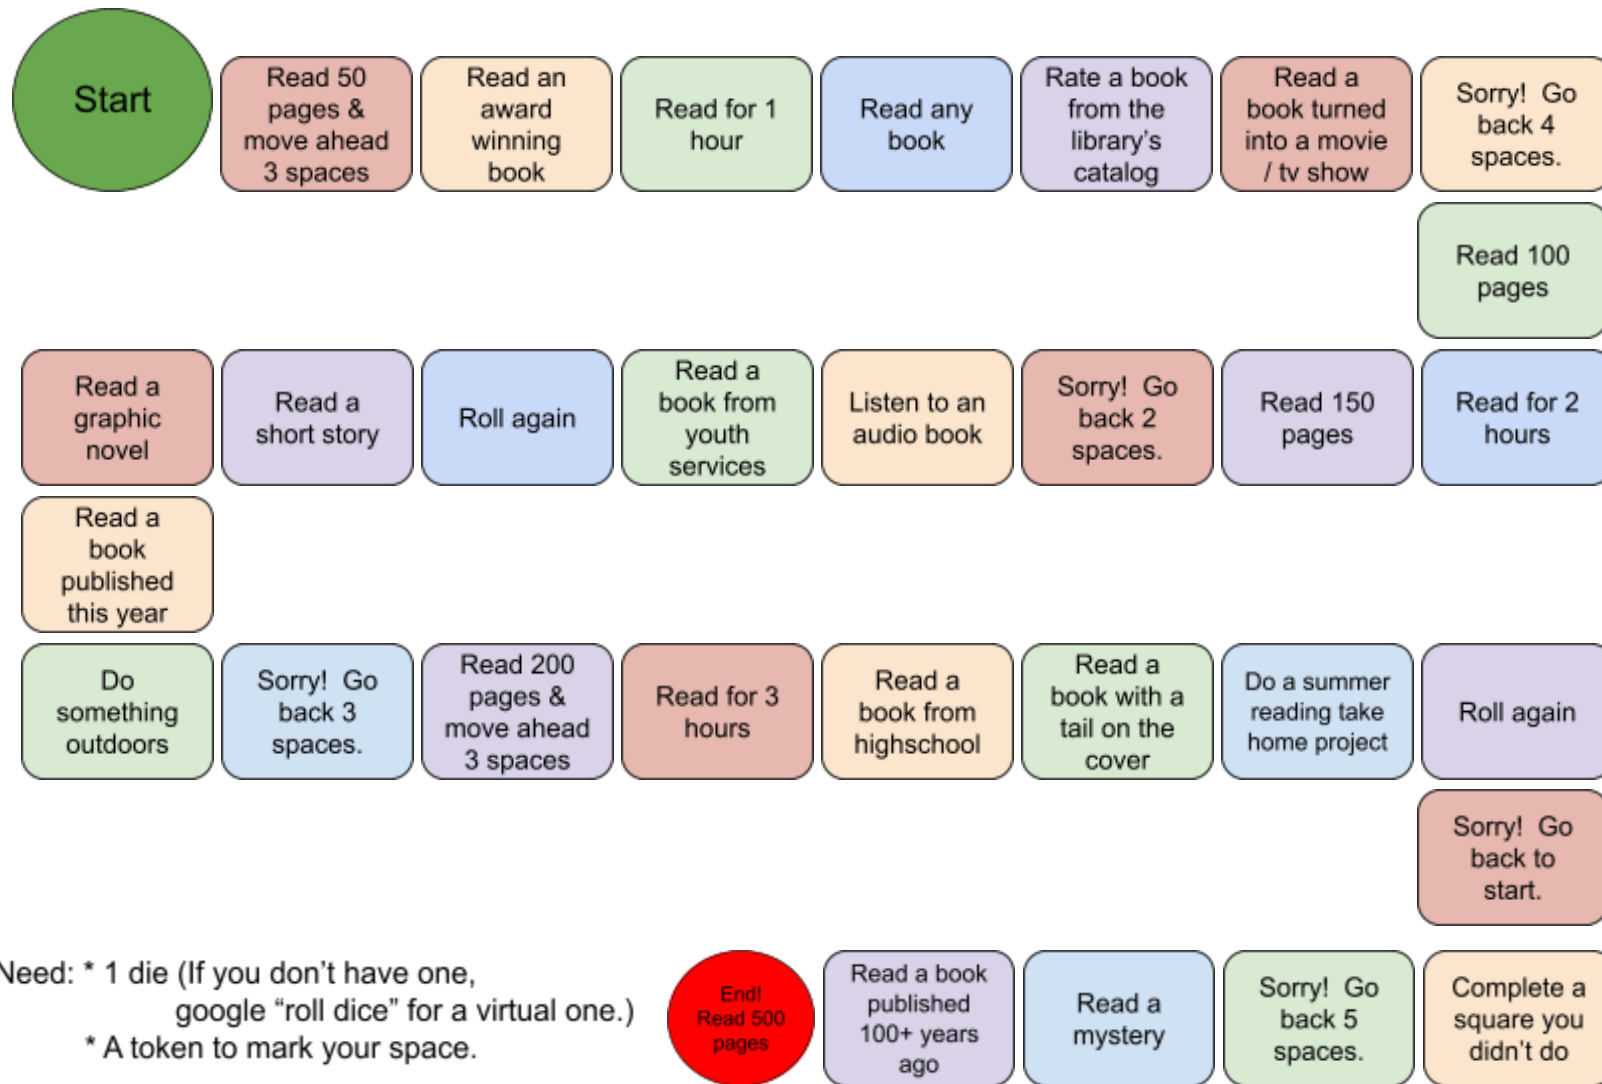 Start
Read 50
pages &
move ahead
3 spaces
Read an
award
winning
book
Read for 1
hour
Read any
book
Rate a book
from the
library's
catalog
Read a
book turned
into a movie
/ tv show
Sorry!  Go
back 4
spaces.
Read 100
pages
Read for 2
hours
Read 150
pages
Sorry!  Go
back 2
spaces.
Listen to an
audio book
Read a
book from
youth
services
Roll again
Read a
short story
Read a
graphic
novel
Read a
book
published
this year
Do
something
outdoors
Sorry!  Go
back 3
spaces.
Read 200
pages &
move ahead
3 spaces
Read for 3
hours
Read a
book from
highschool
Read a
book with a
tail on the
cover
Do a summer
reading take
home project
Roll again
Sorry!  Go
back to
start.
Complete a
square you
didn't do
Sorry!  Go
back 5
spaces.
Read a
mystery
Read a book
published
100+ years
ago
End!
Read 500
pages
Need: * 1 die (If you don't have one,
google “roll dice” for a virtual one.)
* A token to mark your space.